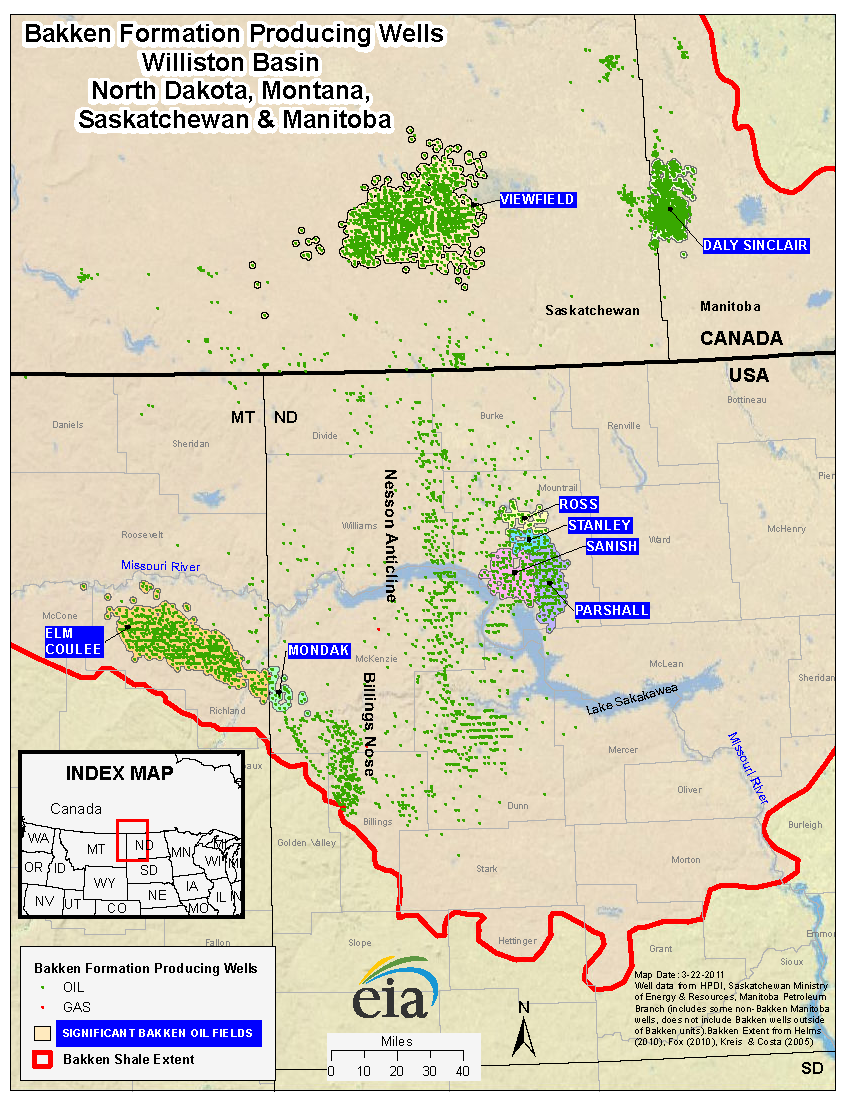 Bakken Formation Producing Wells
Williston Basin
North Dakota, Montana,
Saskatchewan & Manitoba
VIEWFIELD
DALY SINCLAIR
Saskatchewan
Manitoba
CANADA
USA
MT
ND
Bottineau
Daniels
Sheridan
Divide
Burke
Renville
Nesson Anticline
Mountrail
Pier
ROSS
STANLEY
SANISH
Williams
Ward
McHenry
Roosevelt
Missouri River
PARSHALL
McCone
ELM
COULEE
MONDAK
McKenzie
McLean
Sheridan
Billings Nose
Lake Sakakawea
Richland
Mercer
Missouri River
aux
INDEX MAP
Canada
WA
MT
ND
MN
OR
ID
WY
SD
WI
MI
NV
UT
CO
NE
IA
MO
IL
IN
Oliver
Dunn
Billings
Burleigh
Golden Valley
Stark
Morton
Fallon
Slope
Hettinger
Grant
Emmon
Sioux
Bakken Formation Producing Wells
OIL
GAS
SIGNIFICANT BAKKEN OIL FIELDS
Bakken Shale Extent
eia
N
Miles
0 10 20 30 40
Map Date: 3-22-2011
Well data from HPDI, Saskatchewan Ministry
of Energy & Resources, Manitoba Petroleum
Branch (includes some non-Bakken Manitoba
wells, does not include Bakken wells outside
of Bakken units).Bakken Extent from Helms
(2010), Fox (2010), Kreis & Costa (2005)
SD